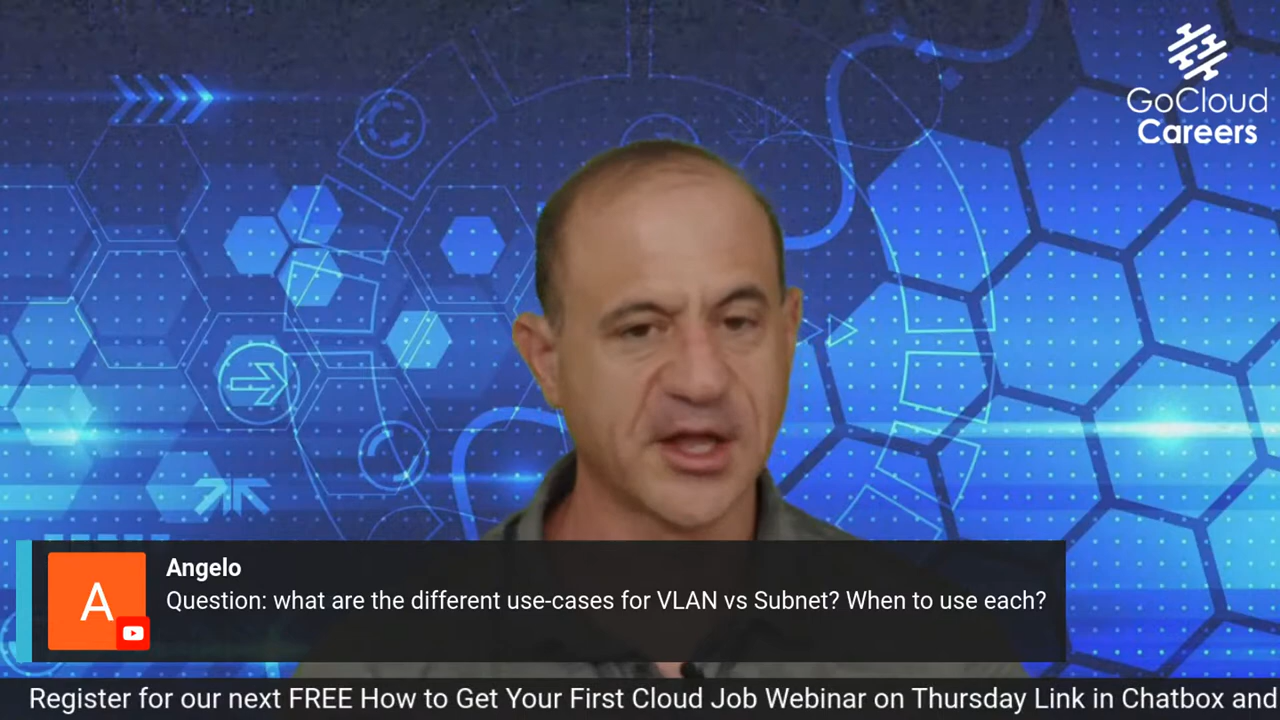 GoCloud
Careers
A
Angelo
Question: what are the different use-cases for VLAN vs Subnet? When to use each?
Register for our next FREE How to Get Your First Cloud Job Webinar on Thursday Link in Chatbox and